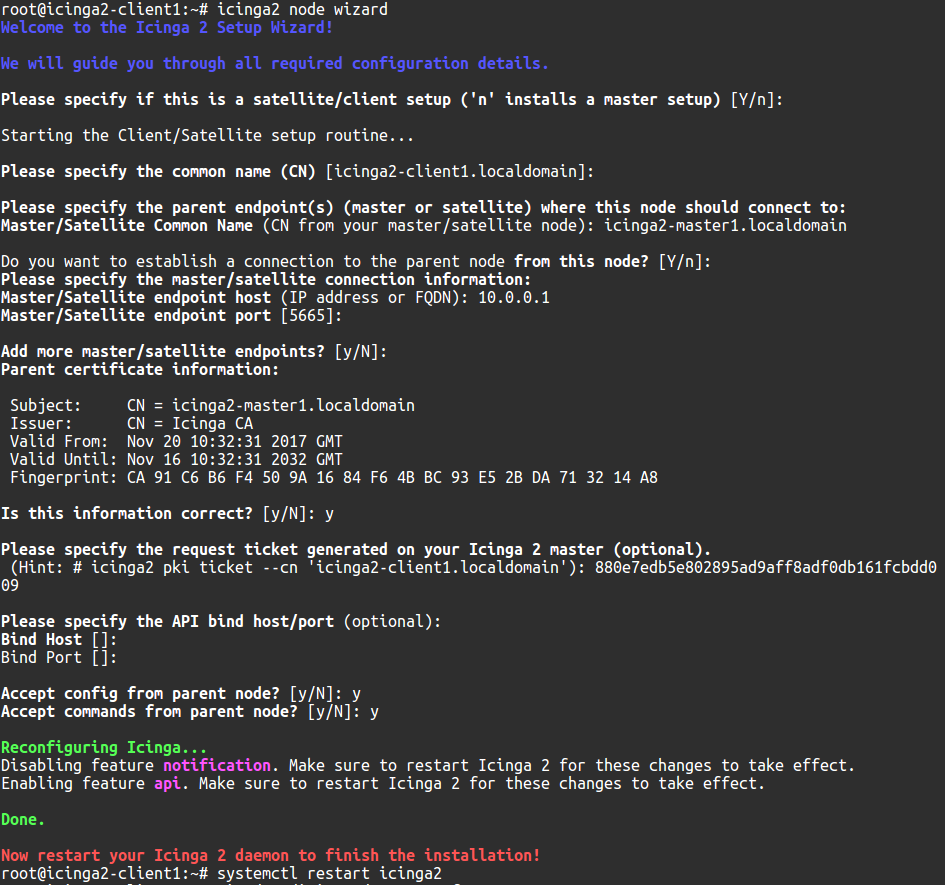 root@icinga2-client1:~# icinga2 node wizard
Welcome to the Icinga 2 Setup Wizard!
We will guide you through all required configuration details.
Please specify if this is a satellite/client setup ('n' installs a master setup) [Y/n]:
Starting the Client/Satellite setup routine...
Please specify the common name (CN) [icinga2-client1.localdomain]:
Please specify the parent endpoint(s) (master or satellite) where this node should connect to:
Master/Satellite Common Name (CN from your master/satellite node): icinga2-master1.localdomain
Do you want to establish a connection to the parent node from this node? [Y/n]:
Please specify the master/satellite connection information:
Master/Satellite endpoint host (IP address or FQDN): 10.0.0.1
Master/Satellite endpoint port [5665]:
Add more master/satellite endpoints? [y/N]:
Parent certificate information:
Subject:     CN = icinga2-master1.localdomain
Issuer:      CN = Icinga CA
Valid From:  Nov 20 10:32:31 2017 GMT
Valid Until: Nov 16 10:32:31 2032 GMT
Fingerprint: CA 91 C6 B6 F4 50 9A 16 84 F6 4B BC 93 E5 2B DA 71 32 14 A8
Is this information correct? [y/N]: y
Please specify the request ticket generated on your Icinga 2 master (optional).
(Hint: # icinga2 pki ticket --cn 'icinga2-client1.localdomain'): 880e7edb5e802895ad9aff8adf0db161fcbdd0
09
Please specify the API bind host/port (optional):
Bind Host []:
Bind Port []:
Accept config from parent node? [y/N]: y
Accept commands from parent node? [y/N]: y
Reconfiguring Icinga...
Disabling feature notification. Make sure to restart Icinga 2 for these changes to take effect.
Enabling feature api. Make sure to restart Icinga 2 for these changes to take effect.
Done.
Now restart your Icinga 2 daemon to finish the installation!
root@icinga2-client1:~# systemctl restart icinga2